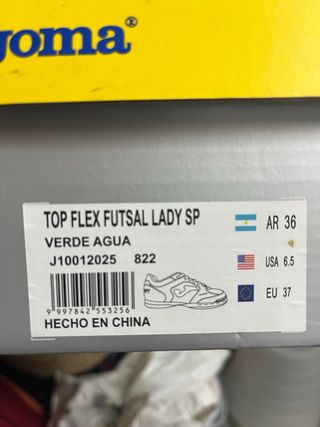 joma®
TOP FLEX FUTSAL LADY SP
AR 36
VERDE AGUA
J10012025 822
USA 6.5
EU 37
9 997842 553256
HECHO EN CHINA